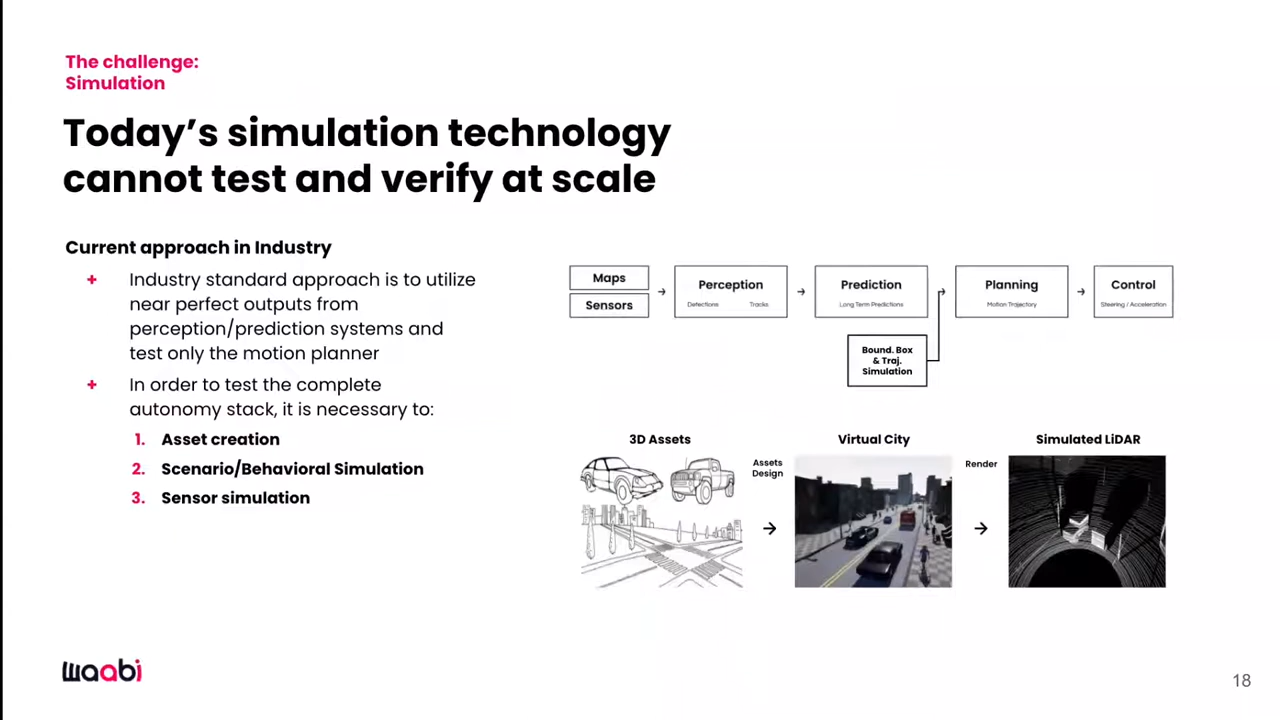 The challenge:
Simulation
Today’s simulation technology
cannot test and verify at scale
Current approach in Industry
+ Industry standard approach is to utilize
near perfect outputs from
perception/prediction systems and
test only the motion planner
+ In order to test the complete
autonomy stack, it is necessary to:
1. Asset creation
2. Scenario/Behavioral Simulation
3. Sensor simulation
Maps
Sensors
Perception
Detections Tracks
Prediction
Long Term Predictions
Planning
Motion Trajectory
Control
Steering / Acceleration
Bound. Box
& Traj.
Simulation
3D Assets
Assets
Design
Virtual City
Render
Simulated LiDAR
waabi
18